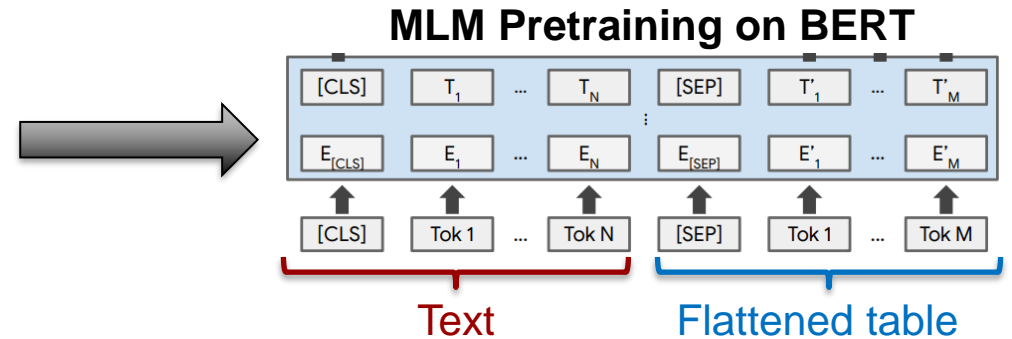 MLM Pretraining on BERT
[CLS] T1 ... TN [SEP] T'1 ... T'M
⋮
E[CLS] E1 ... EN E[SEP] E'1 ... E'M
[CLS] Tok 1 ... Tok N [SEP] Tok 1 ... Tok M
Text Flattened table